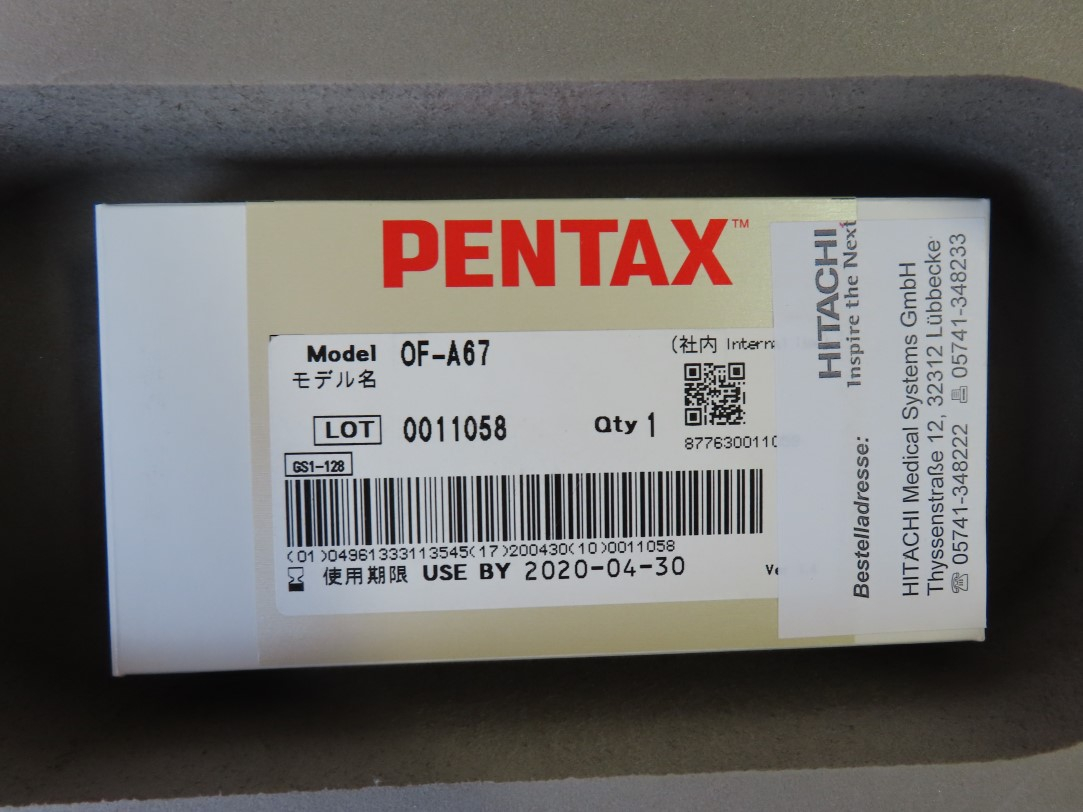 PENTAX™
Model OF-A67
モデル名
(社内 Intern
LOT 0011058 Qty 1
GS1-128
(01)04961333113545(17)200430(10)0011058
使用期限 USE BY 2020-04-30
HITACHI
Inspire the Next
Bestelladresse:
HITACHI Medical Systems GmbH
Thyssenstraße 12, 32312 Lübbecke
☏ 05741-348222 05741-348233